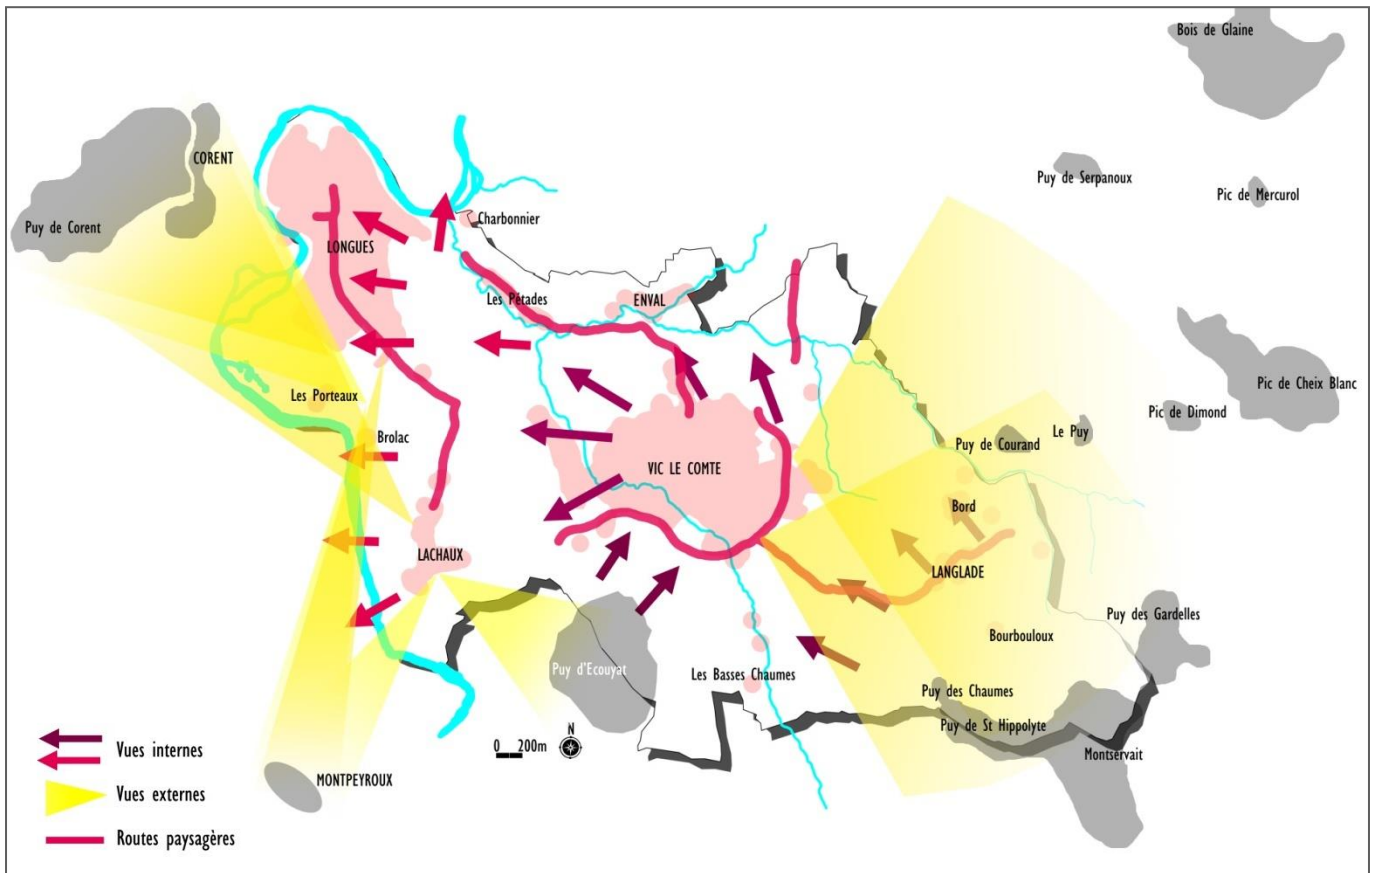 Bois de Glaine
CORENT
Puy de Serpanoux
Pic de Mercurol
Puy de Corent
Charbonnier
LONGUES
Les Pétades
ENVAL
Pic de Cheix Blanc
Les Porteaux
Pic de Dimond
Le Puy
Brolac
Puy de Courand
VIC LE COMTE
Bord
LACHAUX
LANGLADE
Puy des Gardelles
Bourbouloux
Puy d'Ecouyat
Les Basses Chaumes
Puy des Chaumes
Puy de St Hippolyte
Montservait
N
0 200m
MONTPEYROUX
Vues internes
Vues externes
Routes paysagères